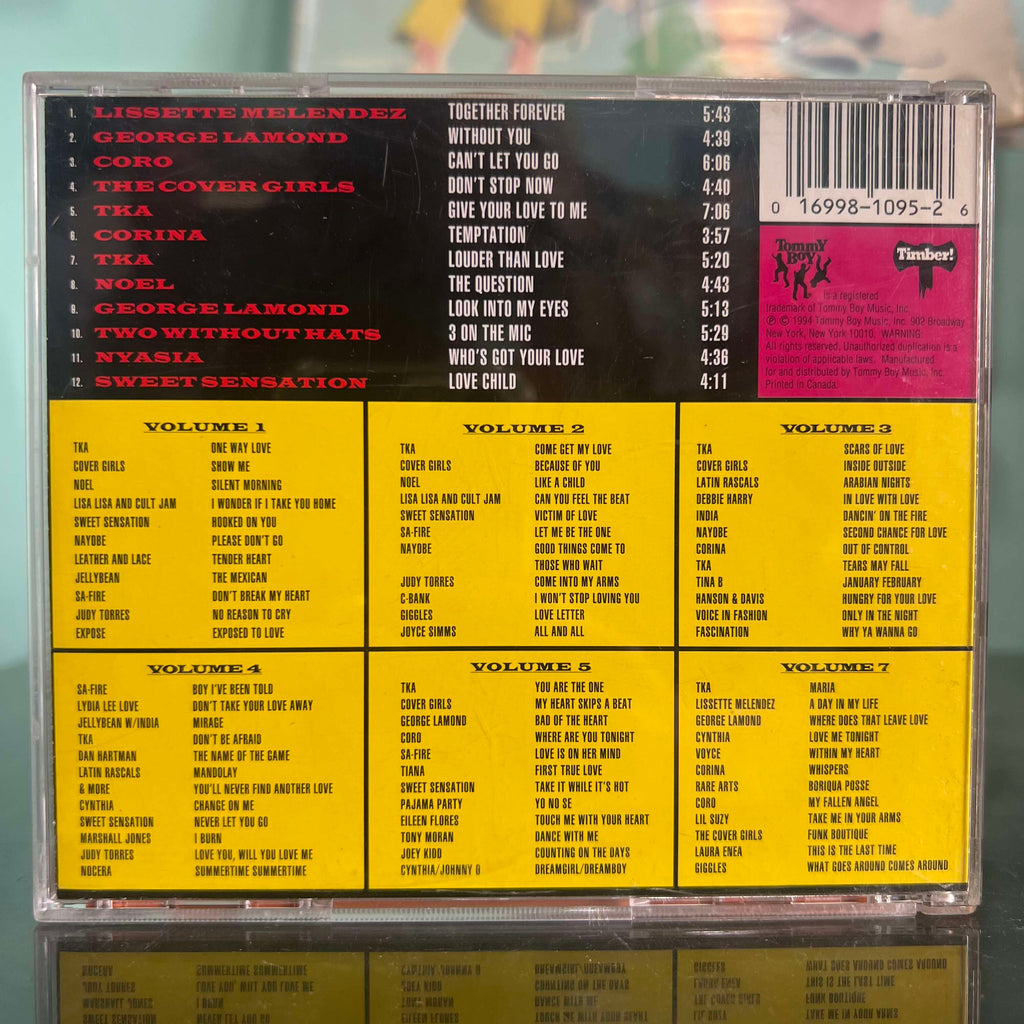 1. LISSETTE MELENDEZ TOGETHER FOREVER 5:43
2. GEORGE LAMOND WITHOUT YOU 4:39
3. CORO CAN'T LET YOU GO 6:06
4. THE COVER GIRLS DON'T STOP NOW 4:40
5. TKA GIVE YOUR LOVE TO ME 7:06
6. CORINA TEMPTATION 3:57
7. TKA LOUDER THAN LOVE 5:20
8. NOEL THE QUESTION 4:43
9. GEORGE LAMOND LOOK INTO MY EYES 5:13
10. TWO WITHOUT HATS 3 ON THE MIC 5:29
11. NYASIA WHO'S GOT YOUR LOVE 4:36
12. SWEET SENSATION LOVE CHILD 4:11
0 16998-1095-2 6
Tommy Boy
Timber!
is a registered
trademark of Tommy Boy Music, Inc.
℗ © 1994 Tommy Boy Music, Inc. 902 Broadway
New York, New York 10010. WARNING:
All rights reserved. Unauthorized duplication is a
violation of applicable laws. Manufactured
for and distributed by Tommy Boy Music, Inc.
Printed in Canada.
VOLUME 1
TKA ONE WAY LOVE
COVER GIRLS SHOW ME
NOEL SILENT MORNING
LISA LISA AND CULT JAM I WONDER IF I TAKE YOU HOME
SWEET SENSATION HOOKED ON YOU
NAYOBE PLEASE DON'T GO
LEATHER AND LACE TENDER HEART
JELLYBEAN THE MEXICAN
SA-FIRE DON'T BREAK MY HEART
JUDY TORRES NO REASON TO CRY
EXPOSE EXPOSED TO LOVE
VOLUME 2
TKA COME GET MY LOVE
COVER GIRLS BECAUSE OF YOU
NOEL LIKE A CHILD
LISA LISA AND CULT JAM CAN YOU FEEL THE BEAT
SWEET SENSATION VICTIM OF LOVE
SA-FIRE LET ME BE THE ONE
NAYOBE GOOD THINGS COME TO
THOSE WHO WAIT
JUDY TORRES COME INTO MY ARMS
C-BANK I WON'T STOP LOVING YOU
GIGGLES LOVE LETTER
JOYCE SIMMS ALL AND ALL
VOLUME 3
TKA SCARS OF LOVE
COVER GIRLS INSIDE OUTSIDE
LATIN RASCALS ARABIAN NIGHTS
DEBBIE HARRY IN LOVE WITH LOVE
INDIA DANCIN' ON THE FIRE
NAYOBE SECOND CHANCE FOR LOVE
CORINA OUT OF CONTROL
TKA TEARS MAY FALL
TINA B JANUARY FEBRUARY
HANSON & DAVIS HUNGRY FOR YOUR LOVE
VOICE IN FASHION ONLY IN THE NIGHT
FASCINATION WHY YA WANNA GO
VOLUME 4
SA-FIRE BOY I'VE BEEN TOLD
LYDIA LEE LOVE DON'T TAKE YOUR LOVE AWAY
JELLYBEAN W/INDIA MIRAGE
TKA DON'T BE AFRAID
DAN HARTMAN THE NAME OF THE GAME
LATIN RASCALS MANDOLAY
& MORE YOU'LL NEVER FIND ANOTHER LOVE
CYNTHIA CHANGE ON ME
SWEET SENSATION NEVER LET YOU GO
MARSHALL JONES I BURN
JUDY TORRES LOVE YOU, WILL YOU LOVE ME
NOCERA SUMMERTIME SUMMERTIME
VOLUME 5
TKA YOU ARE THE ONE
COVER GIRLS MY HEART SKIPS A BEAT
GEORGE LAMOND BAD OF THE HEART
CORO WHERE ARE YOU TONIGHT
SA-FIRE LOVE IS ON HER MIND
TIANA FIRST TRUE LOVE
SWEET SENSATION TAKE IT WHILE IT'S HOT
PAJAMA PARTY YO NO SE
EILEEN FLORES TOUCH ME WITH YOUR HEART
TONY MORAN DANCE WITH ME
JOEY KIDD COUNTING ON THE DAYS
CYNTHIA/JOHNNY O DREAMGIRL/DREAMBOY
VOLUME 7
TKA MARIA
LISSETTE MELENDEZ A DAY IN MY LIFE
GEORGE LAMOND WHERE DOES THAT LEAVE LOVE
CYNTHIA LOVE ME TONIGHT
VOYCE WITHIN MY HEART
CORINA WHISPERS
RARE ARTS BORIQUA POSSE
CORO MY FALLEN ANGEL
LIL SUZY TAKE ME IN YOUR ARMS
THE COVER GIRLS FUNK BOUTIQUE
LAURA ENEA THIS IS THE LAST TIME
GIGGLES WHAT GOES AROUND COMES AROUND